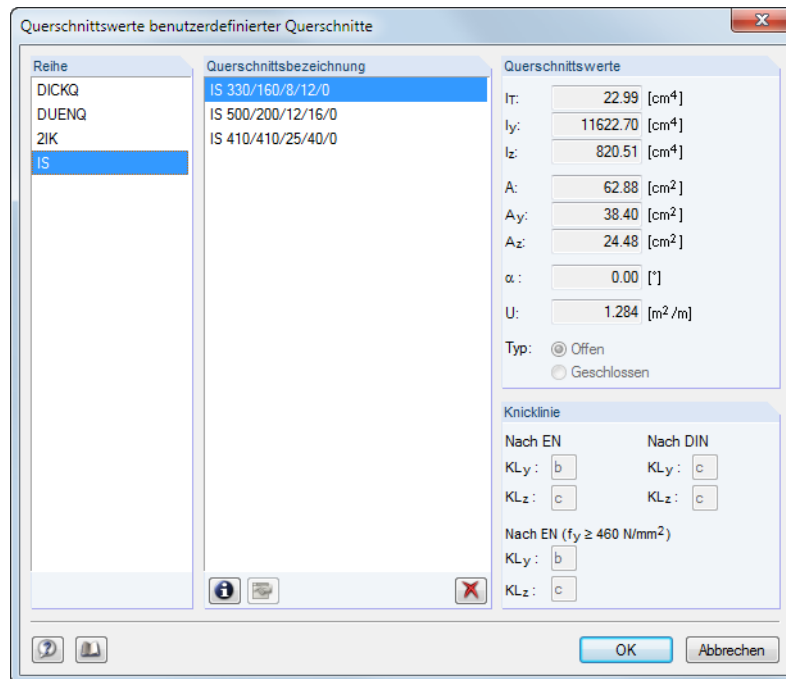 Querschnittswerte benutzerdefinierter Querschnitte
Reihe
DICKQ
DUENQ
2IK
IS
Querschnittsbezeichnung
IS 330/160/8/12/0
IS 500/200/12/16/0
IS 410/410/25/40/0
Querschnittswerte
IT: 22.99 [cm4]
Iy: 11622.70 [cm4]
Iz: 820.51 [cm4]
A: 62.88 [cm2]
Ay: 38.40 [cm2]
Az: 24.48 [cm2]
α : 0.00 [°]
U: 1.284 [m2/m]
Typ: Offen
Geschlossen
Knicklinie
Nach EN Nach DIN
KLy : b KLy : c
KLz : c KLz : c
Nach EN (fy ≥ 460 N/mm2)
KLy : b
KLz : c
OK Abbrechen